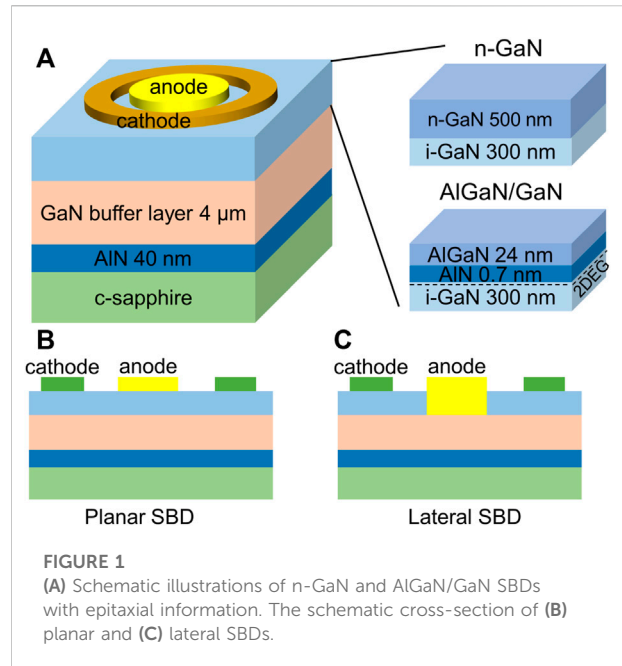 A
anode
cathode
GaN buffer layer 4 μm
AlN 40 nm
c-sapphire
n-GaN
n-GaN 500 nm
i-GaN 300 nm
AlGaN/GaN
AlGaN 24 nm
AlN 0.7 nm
2DEG
i-GaN 300 nm
B
cathode
anode
Planar SBD
C
cathode
anode
Lateral SBD
FIGURE 1
(A) Schematic illustrations of n-GaN and AlGaN/GaN SBDs
with epitaxial information. The schematic cross-section of (B)
planar and (C) lateral SBDs.